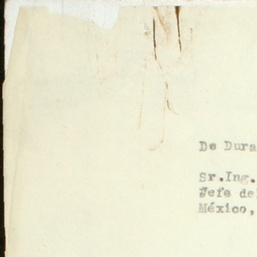 De Dura
Sr.Ing.
Jefe de
México,